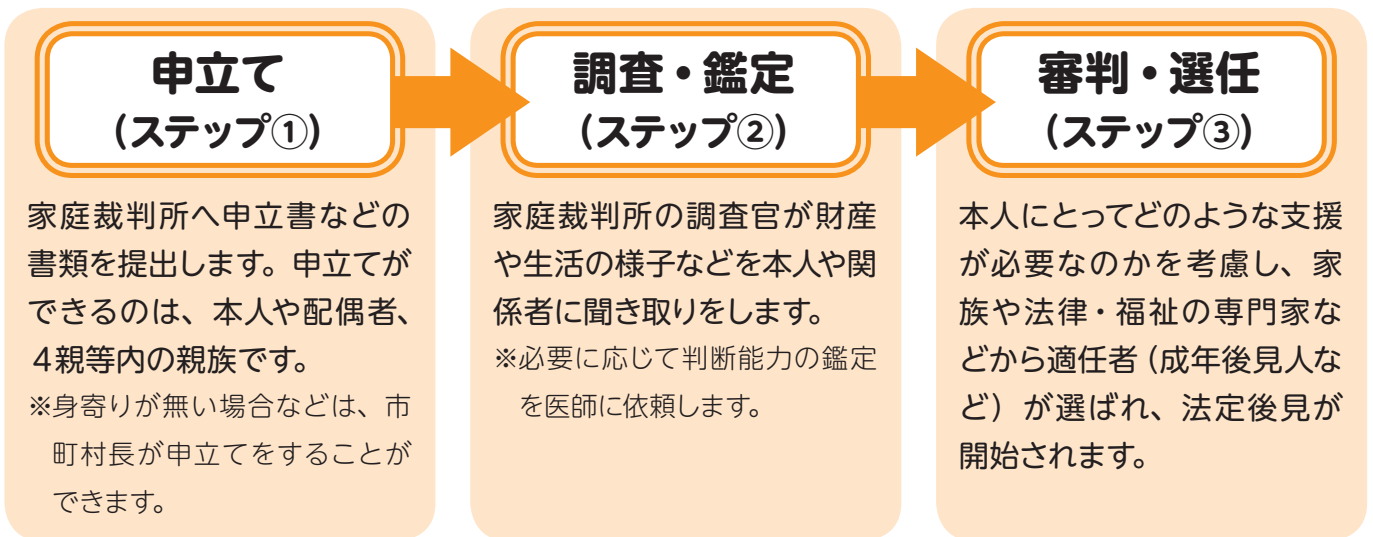 申立て
（ステップ①）
家庭裁判所へ申立書などの
書類を提出します。申立てが
できるのは、本人や配偶者、
４親等内の親族です。
※身寄りが無い場合などは、市
町村長が申立てをすることが
できます。
調査・鑑定
（ステップ②）
家庭裁判所の調査官が財産
や生活の様子などを本人や関
係者に聞き取りをします。
※必要に応じて判断能力の鑑定
を医師に依頼します。
審判・選任
（ステップ③）
本人にとってどのような支援
が必要なのかを考慮し、家
族や法律・福祉の専門家な
どから適任者（成年後見人な
ど）が選ばれ、法定後見が
開始されます。